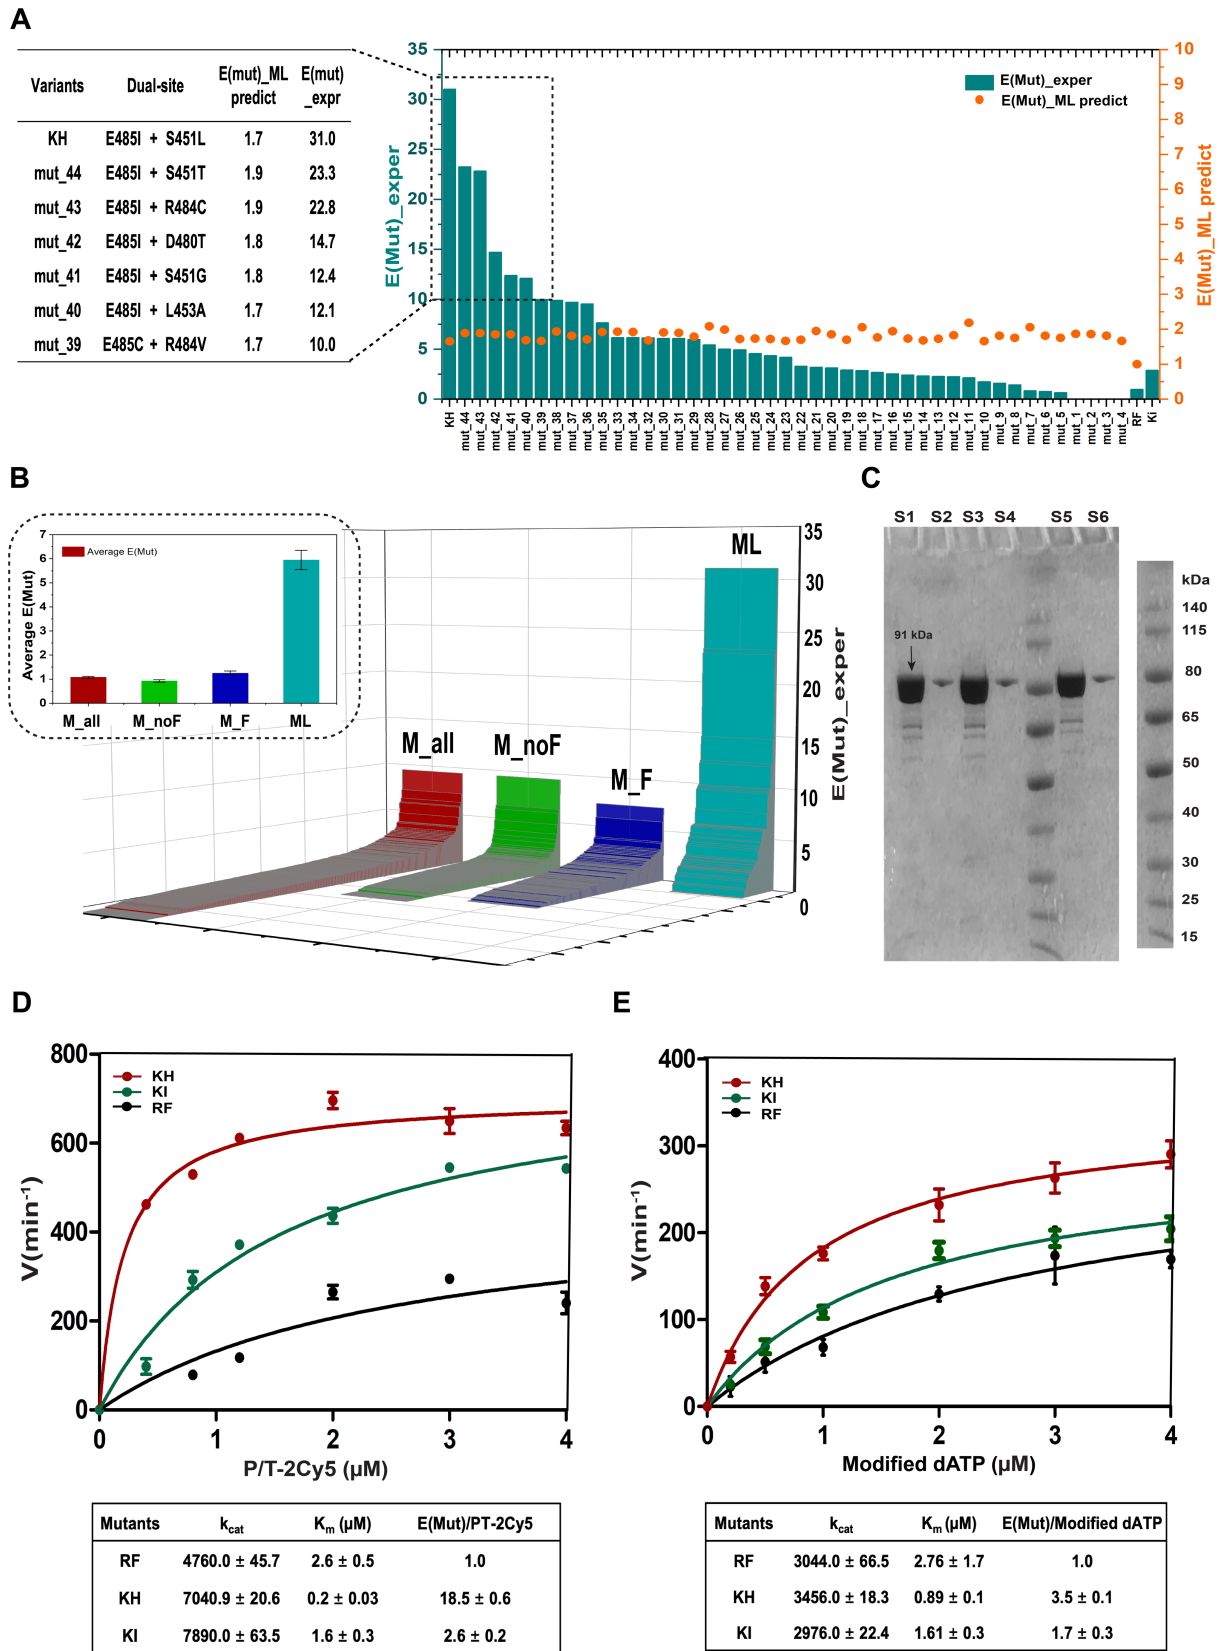 A
Variants Dual-site E(mut)_ML predict E(mut)_expr
KH E485I + S451L 1.7 31.0
mut_44 E485I + S451T 1.9 23.3
mut_43 E485I + R484C 1.9 22.8
mut_42 E485I + D480T 1.8 14.7
mut_41 E485I + S451G 1.8 12.4
mut_40 E485I + L453A 1.7 12.1
mut_39 E485C + R484V 1.7 10.0
E(Mut)_exper
35
30
25
20
15
10
5
0
E(Mut)_exper
E(Mut)_ML predict
10
9
8
7
6
5
4
3
2
1
0
E(Mut)_ML predict
KH mut_44 mut_43 mut_42 mut_41 mut_40 mut_39 mut_38 mut_37 mut_36 mut_35 mut_33 mut_34 mut_32 mut_30 mut_31 mut_29 mut_28 mut_27 mut_26 mut_25 mut_24 mut_23 mut_22 mut_21 mut_20 mut_19 mut_18 mut_17 mut_16 mut_15 mut_14 mut_13 mut_12 mut_11 mut_10 mut_9 mut_8 mut_7 mut_6 mut_5 mut_1 mut_2 mut_3 mut_4 RF Ki
B
Average E(Mut)
7
6
5
4
3
2
1
0
Average E(Mut)
M_all M_noF M_F ML
M_all
M_noF
M_F
ML
35
30
25
20
15
10
5
0
E(Mut)_exper
C
S1 S2 S3 S4 S5 S6
91 kDa
kDa
140
115
80
65
50
40
30
25
15
D
V(min⁻¹)
800
600
400
200
0
KH
KI
RF
0 1 2 3 4
P/T-2Cy5 (μM)
Mutants kcat Km (μM) E(Mut)/PT-2Cy5
RF 4760.0 ± 45.7 2.6 ± 0.5 1.0
KH 7040.9 ± 20.6 0.2 ± 0.03 18.5 ± 0.6
KI 7890.0 ± 63.5 1.6 ± 0.3 2.6 ± 0.2
E
V(min⁻¹)
400
300
200
100
0
KH
KI
RF
0 1 2 3 4
Modified dATP (μM)
Mutants kcat Km (μM) E(Mut)/Modified dATP
RF 3044.0 ± 66.5 2.76 ± 1.7 1.0
KH 3456.0 ± 18.3 0.89 ± 0.1 3.5 ± 0.1
KI 2976.0 ± 22.4 1.61 ± 0.3 1.7 ± 0.3